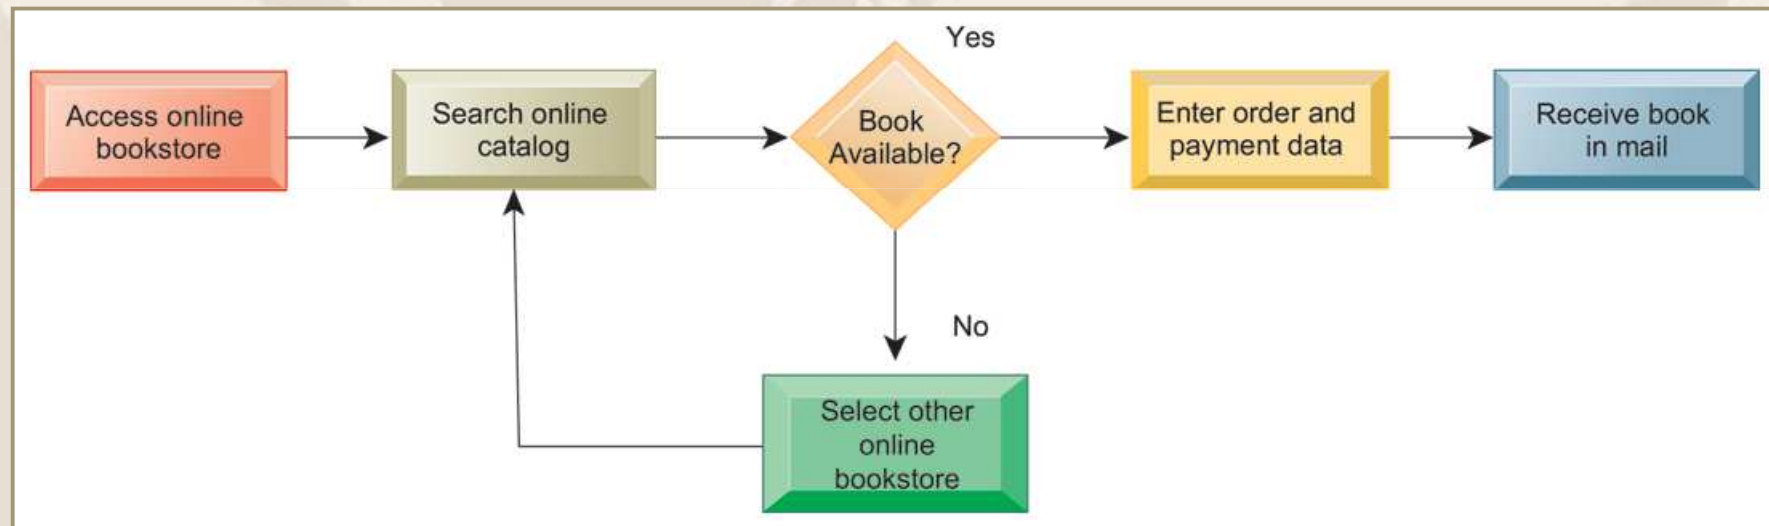 Access online
bookstore
Search online
catalog
Book
Available?
Yes
Enter order and
payment data
Receive book
in mail
No
Select other
online
bookstore